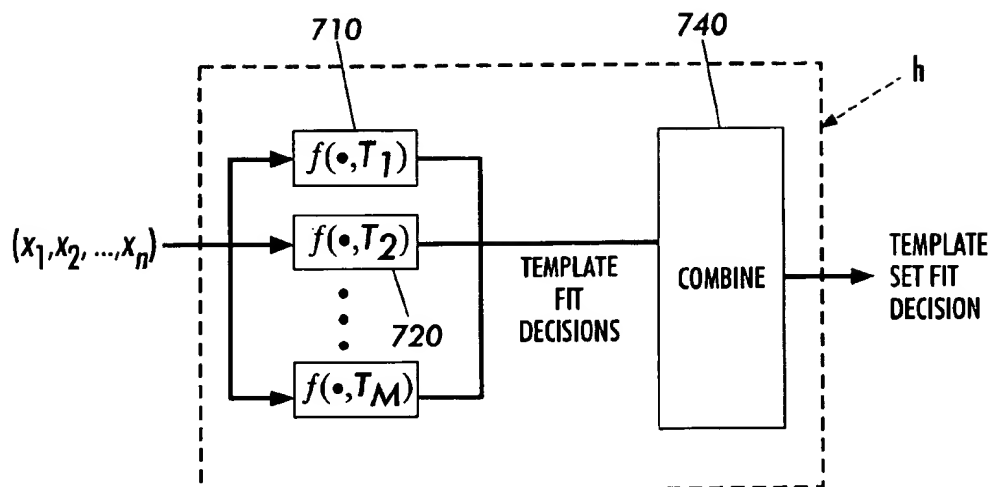 710
740
h
f(•,T1)
(x1,x2, ...,xn)
f(•,T2)
720
f(•,TM)
TEMPLATE
FIT
DECISIONS
COMBINE
TEMPLATE
SET FIT
DECISION